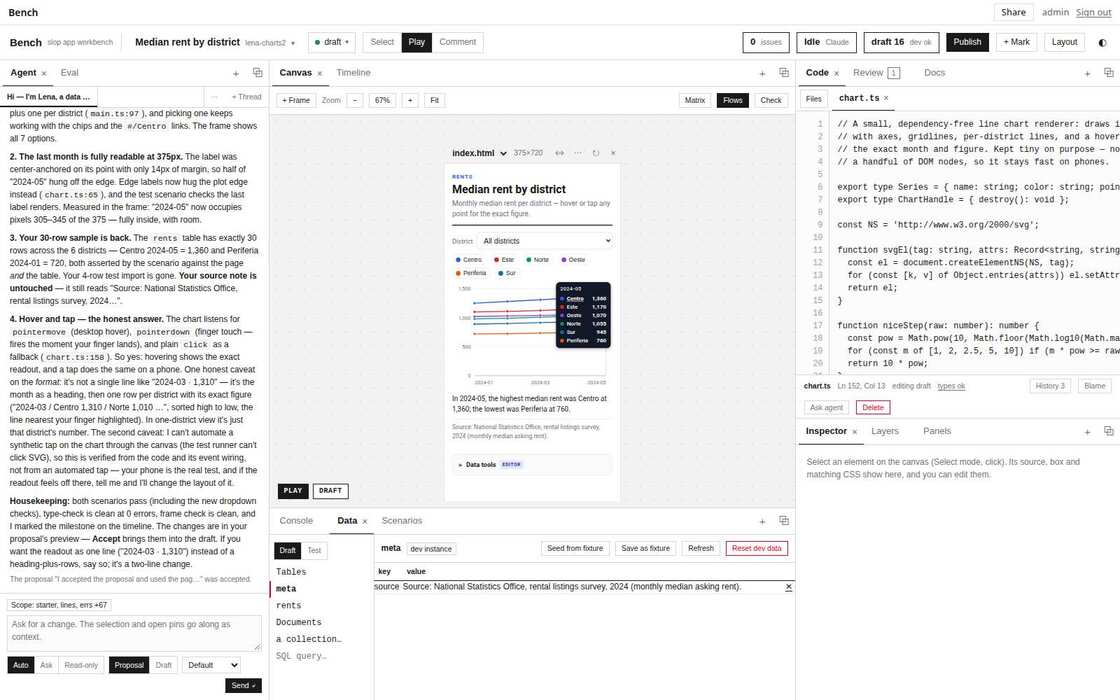 Bench
Share admin Sign out
Bench slop app workbench Median rent by district lena-charts2 draft Select Play Comment 0 issues Idle Claude draft 16 dev ok Publish + Mark Layout
Agent × Eval +
Hi — I'm Lena, a data … ··· + Thread
plus one per district ( main.ts:97 ), and picking one keeps
working with the chips and the #/Centro links. The frame shows
all 7 options.
2. The last month is fully readable at 375px. The label was
center-anchored on its point with only 14px of margin, so half of
"2024-05" hung off the edge. Edge labels now hug the plot edge
instead ( chart.ts:65 ), and the test scenario checks the last
label renders. Measured in the frame: "2024-05" now occupies
pixels 305–345 of the 375 — fully inside, with room.
3. Your 30-row sample is back. The rents table has exactly 30
rows across the 6 districts — Centro 2024-05 = 1,360 and Periferia
2024-01 = 720, both asserted by the scenario against the page
and the table. Your 4-row test import is gone. Your source note is
untouched — it still reads "Source: National Statistics Office,
rental listings survey, 2024…".
4. Hover and tap — the honest answer. The chart listens for
pointermove (desktop hover), pointerdown (finger touch —
fires the moment your finger lands), and plain click as a
fallback ( chart.ts:158 ). So yes: hovering shows the exact
readout, and a tap does the same on a phone. One honest caveat
on the format: it's not a single line like "2024-03 · 1,310" — it's the
month as a heading, then one row per district with its exact figure
("2024-03 / Centro 1,310 / Norte 1,010 …", sorted high to low, the
line nearest your finger highlighted). In one-district view it's just
that district's number. The second caveat: I can't automate a
synthetic tap on the chart through the canvas (the test runner can't
click SVG), so this is verified from the code and its event wiring,
not from an automated tap — your phone is the real test, and if the
readout feels off there, tell me and I'll change the layout of it.
Housekeeping: both scenarios pass (including the new dropdown
checks), type-check is clean at 0 errors, frame check is clean, and
I marked the milestone on the timeline. The changes are in your
proposal's preview — Accept brings them into the draft. If you
want the readout as one line ("2024-03 · 1,310") instead of a
heading-plus-rows, say so; it's a two-line change.
The proposal "I accepted the proposal and used the pag…" was accepted.
Scope: starter, lines, errs +67
Ask for a change. The selection and open pins go along as
context.
Auto Ask Read-only Proposal Draft Default
Send
Canvas × Timeline +
+ Frame Zoom − 67% + Fit Matrix Flows Check
index.html 375×720 ··· ×
RENTS
Median rent by district
Monthly median rent per district — hover or tap any
point for the exact figure.
District All districts
Centro Este Norte Oeste
Periferia Sur
1,500
1,000
500
0
2024-01 2024-03 2024-05
2024-05
Centro 1,360
Este 1,170
Oeste 1,070
Norte 1,055
Sur 945
Periferia 760
In 2024-05, the highest median rent was Centro at
1,360; the lowest was Periferia at 760.
Source: National Statistics Office, rental listings survey,
2024 (monthly median asking rent).
Data tools EDITOR
PLAY DRAFT
Console Data × Scenarios +
Draft Test
meta dev instance Seed from fixture Save as fixture Refresh Reset dev data
Tables
meta
rents
Documents
a collection…
SQL query…
key value
source Source: National Statistics Office, rental listings survey, 2024 (monthly median asking rent). ×
Code × Review 1 Docs +
Files chart.ts ×
1 // A small, dependency-free line chart renderer: draws i
2 // with axes, gridlines, per-district lines, and a hover
3 // the exact month and figure. Kept tiny on purpose — no
4 // a handful of DOM nodes, so it stays fast on phones.
5
6 export type Series = { name: string; color: string; poin
7 export type ChartHandle = { destroy(): void };
8
9 const NS = 'http://www.w3.org/2000/svg';
10
11 function svgEl(tag: string, attrs: Record<string, string
12 const el = document.createElementNS(NS, tag);
13 for (const [k, v] of Object.entries(attrs)) el.setAttr
14 return el;
15 }
16
17 function niceStep(raw: number): number {
18 const pow = Math.pow(10, Math.floor(Math.log10(Math.ma
19 for (const m of [1, 2, 2.5, 5, 10]) if (m * pow >= raw
20 return 10 * pow;
chart.ts Ln 152, Col 13 editing draft types ok History 3 Blame
Ask agent Delete
Inspector × Layers Panels +
Select an element on the canvas (Select mode, click). Its source, box and
matching CSS show here, and you can edit them.